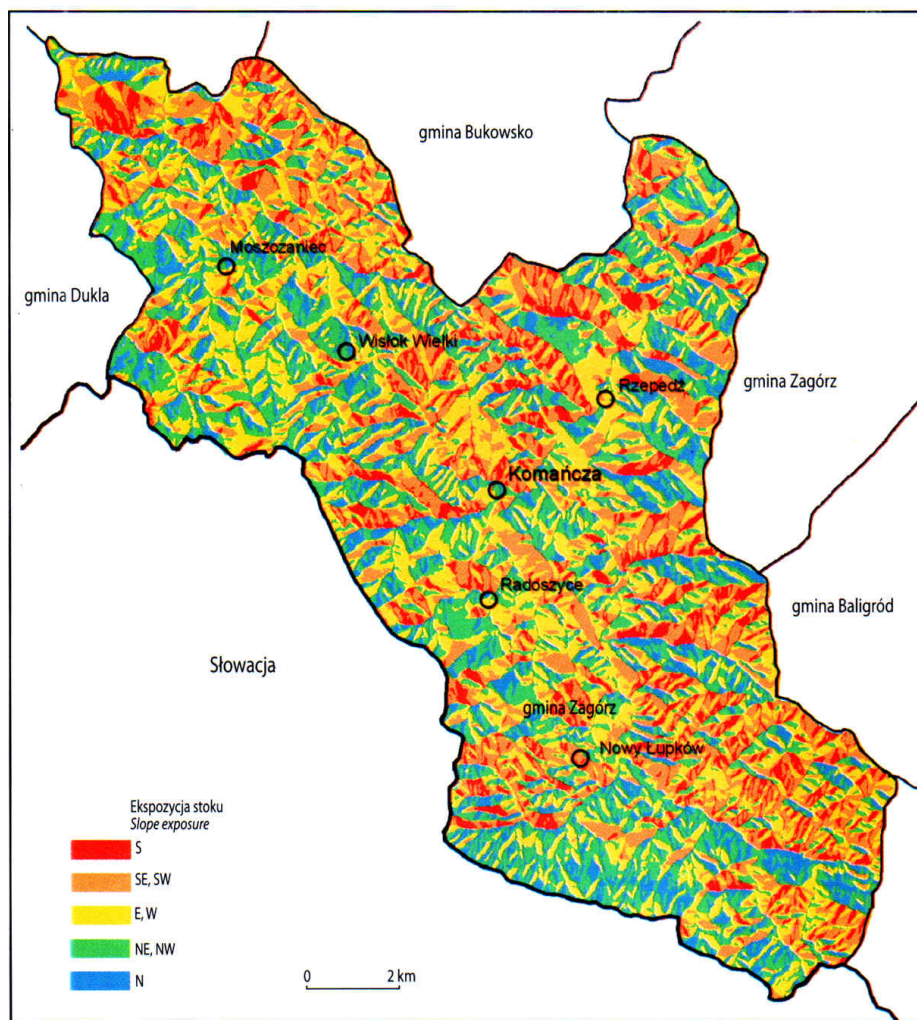 gmina Bukowsko
Moszczaniec
gmina Dukla
Wisłok Wielki
Rzepedź
gmina Zagórz
Komańcza
Radoszyce
gmina Baligród
Słowacja
gmina Zagórz
Nowy Łupków
Ekspozycja stoku
Slope exposure
S
SE, SW
E, W
NE, NW
N
0 2 km